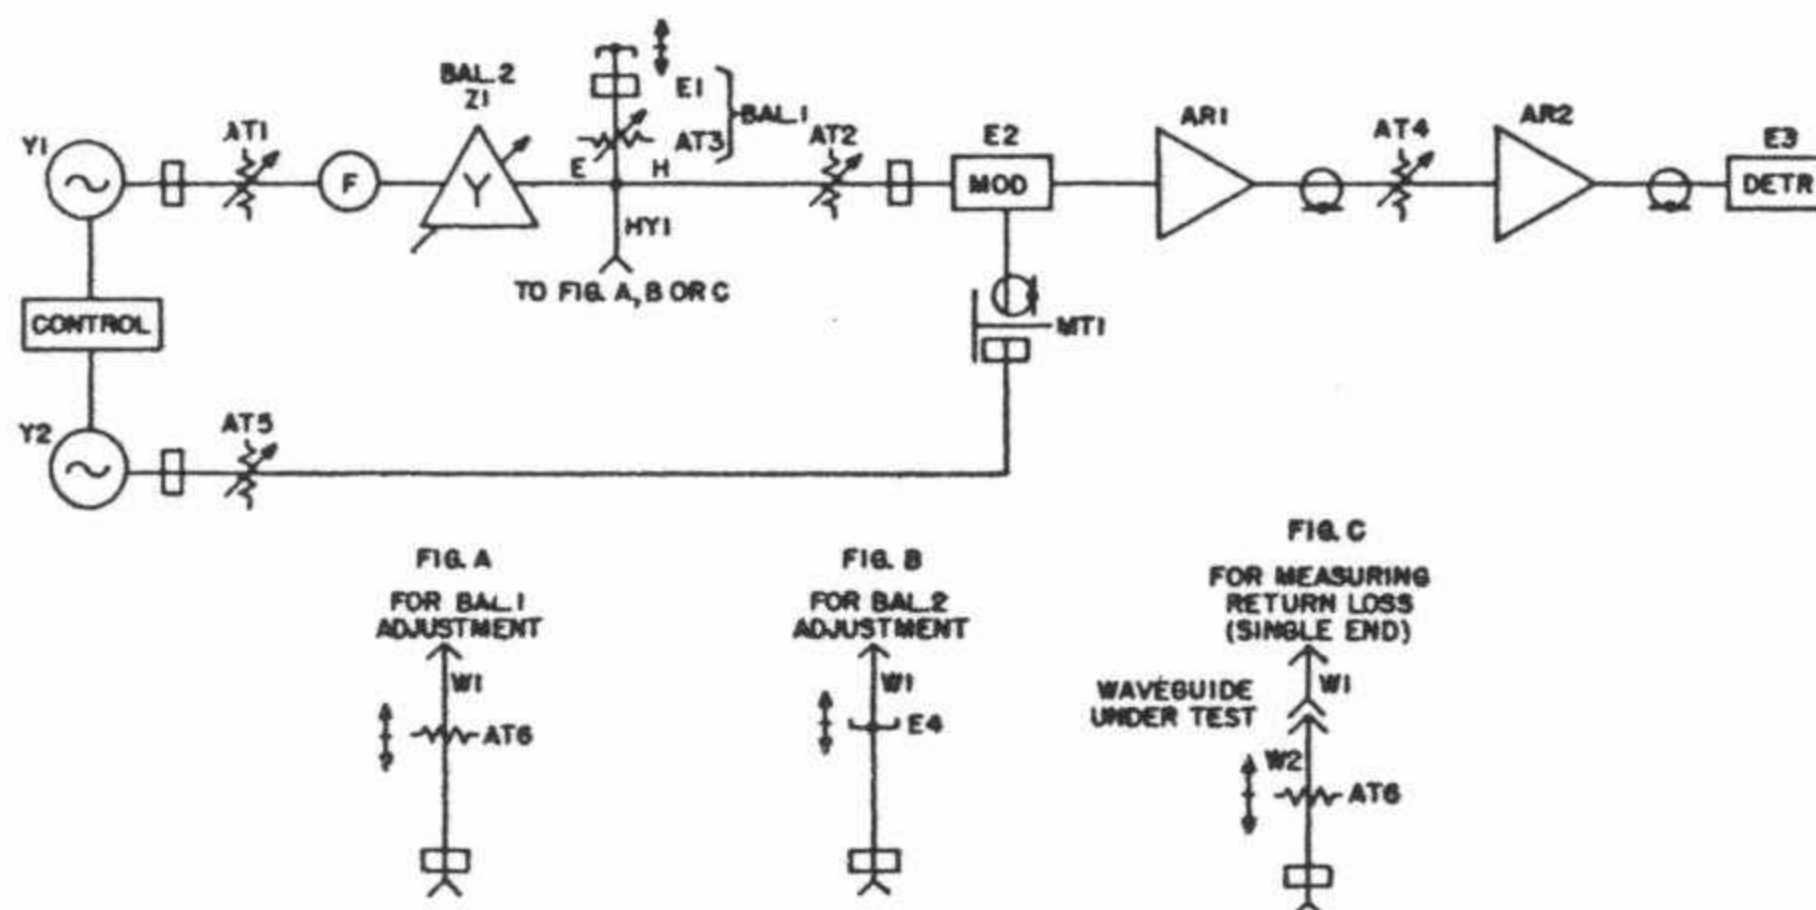 BAL.2
Z1
E1
BAL.1
AT3
Y1
AT1
F
Y
E
H
HY1
TO FIG. A, B OR C
AT2
E2
MOD
AR1
AT4
AR2
E3
DETR
CONTROL
MT1
Y2
AT5
FIG. A
FOR BAL.1
ADJUSTMENT
W1
AT6
FIG. B
FOR BAL.2
ADJUSTMENT
W1
E4
FIG. C
FOR MEASURING
RETURN LOSS
(SINGLE END)
W1
WAVEGUIDE
UNDER TEST
W2
AT6